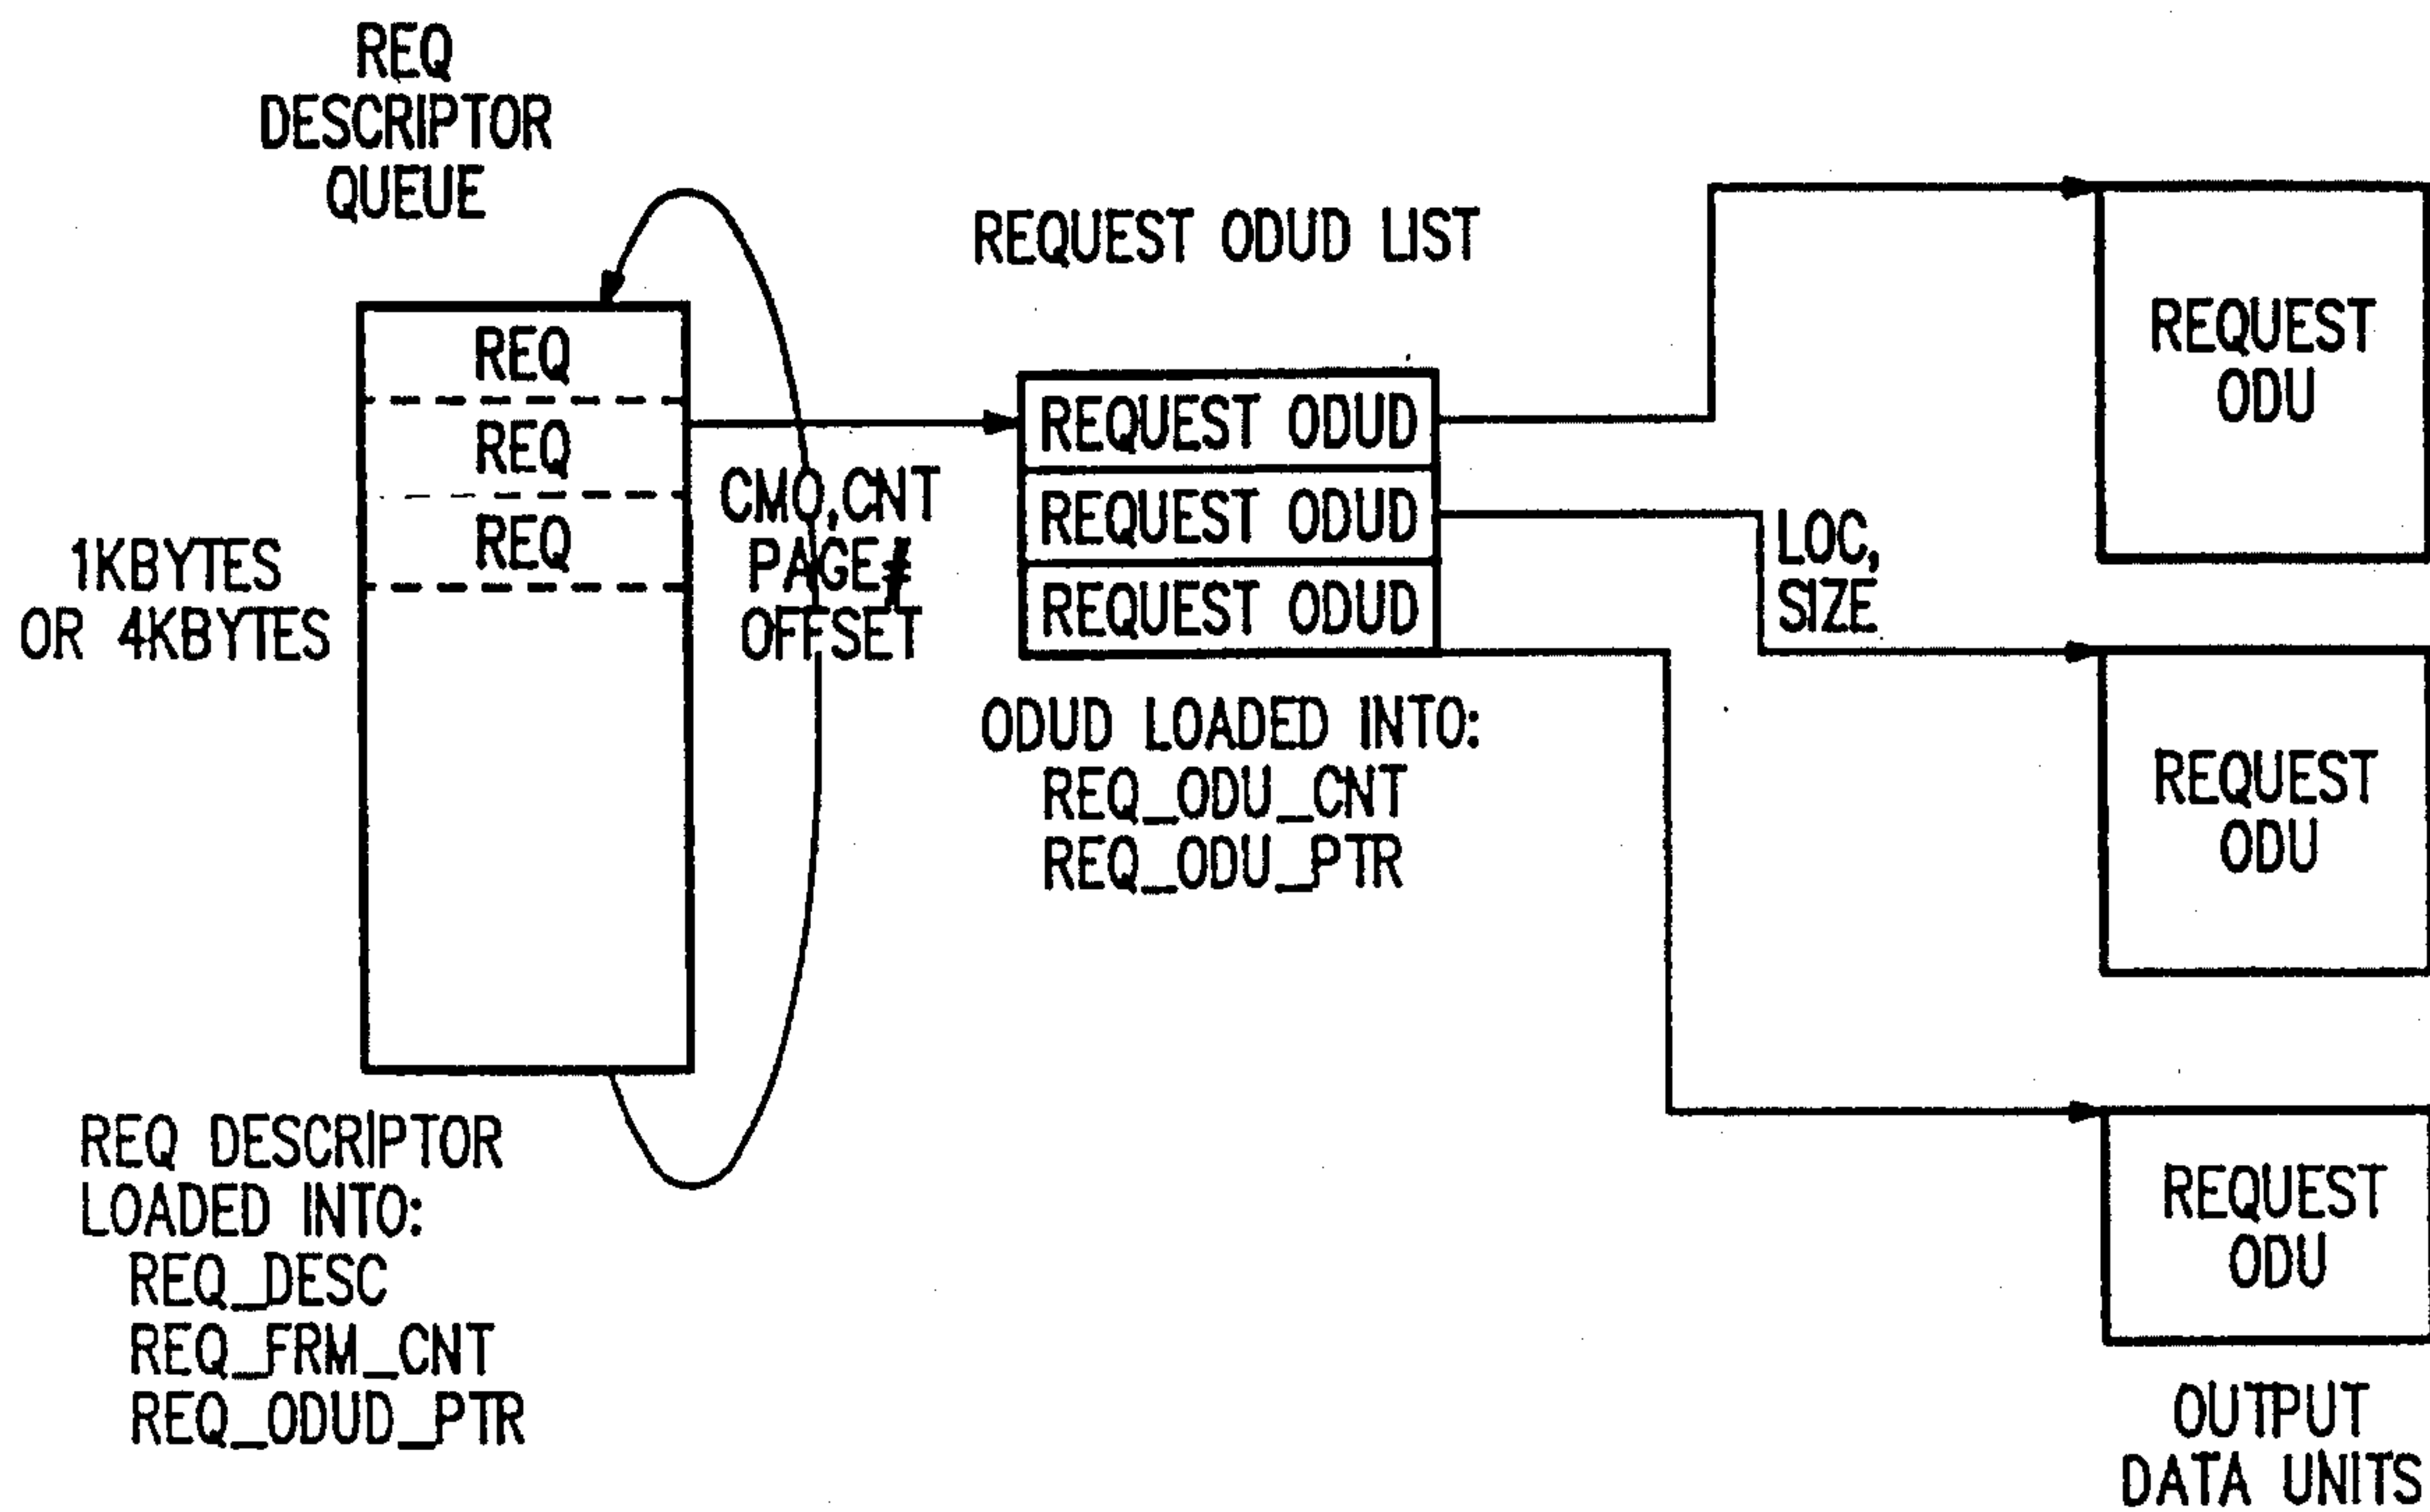 REQ
DESCRIPTOR
QUEUE
REQ
REQ
REQ
1KBYTES
OR 4KBYTES
CMO,CNT
PAGE#
OFFSET
REQUEST ODUD LIST
REQUEST ODUD
REQUEST ODUD
REQUEST ODUD
ODUD LOADED INTO:
REQ_ODU_CNT
REQ_ODU_PTR
LOC,
SIZE
REQUEST
ODU
REQUEST
ODU
REQUEST
ODU
OUTPUT
DATA UNITS
REQ DESCRIPTOR
LOADED INTO:
REQ_DESC
REQ_FRM_CNT
REQ_ODUD_PTR